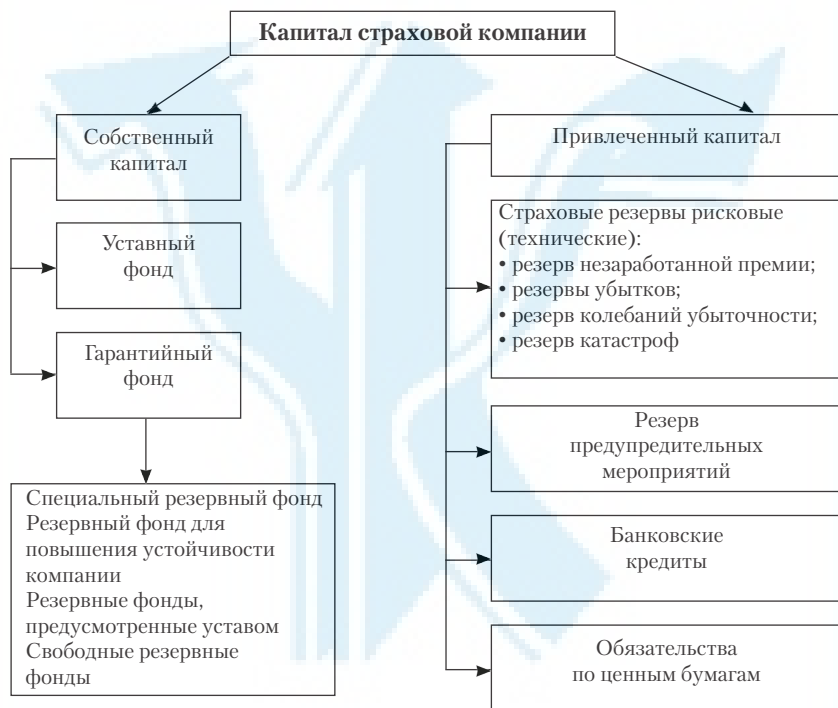 Капитал страховой компании
Собственный
капитал
Уставный
фонд
Гарантийный
фонд
Специальный резервный фонд
Резервный фонд для
повышения устойчивости
компании
Резервные фонды,
предусмотренные уставом
Свободные резервные
фонды
Привлеченный капитал
Страховые резервы рисковые
(технические):
• резерв незаработанной премии;
• резервы убытков;
• резерв колебаний убыточности;
• резерв катастроф
Резерв
предупредительных
мероприятий
Банковские
кредиты
Обязательства
по ценным бумагам